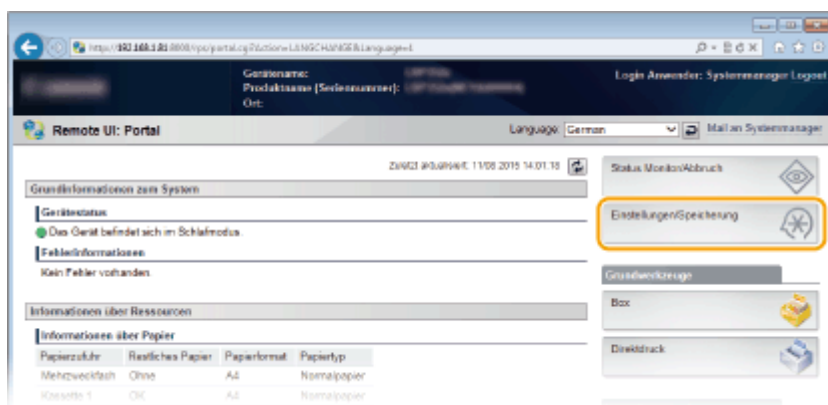 Gerätename:
Produktname [Seriennummer]:
Ort:
Login Anwender: Systemmanager Logout
Remote UI: Portal
Language: German
Mail an Systemmanager
Zuletzt aktualisiert: 11/08 2015 14:01:18
Grundinformationen zum System
Gerätestatus
Das Gerät befindet sich im Schlafmodus.
Fehlerinformationen
Kein Fehler vorhanden.
Informationen über Ressourcen
Informationen über Papier
Papierzufuhr Restliches Papier Papierformat Papiertyp
Mehrzweckfach Ohne A4 Normalpapier
Kassette 1 OK A4 Normalpapier
Status Monitor/Abbruch
Einstellungen/Speicherung
Grundwerkzeuge
Box
Direktdruck